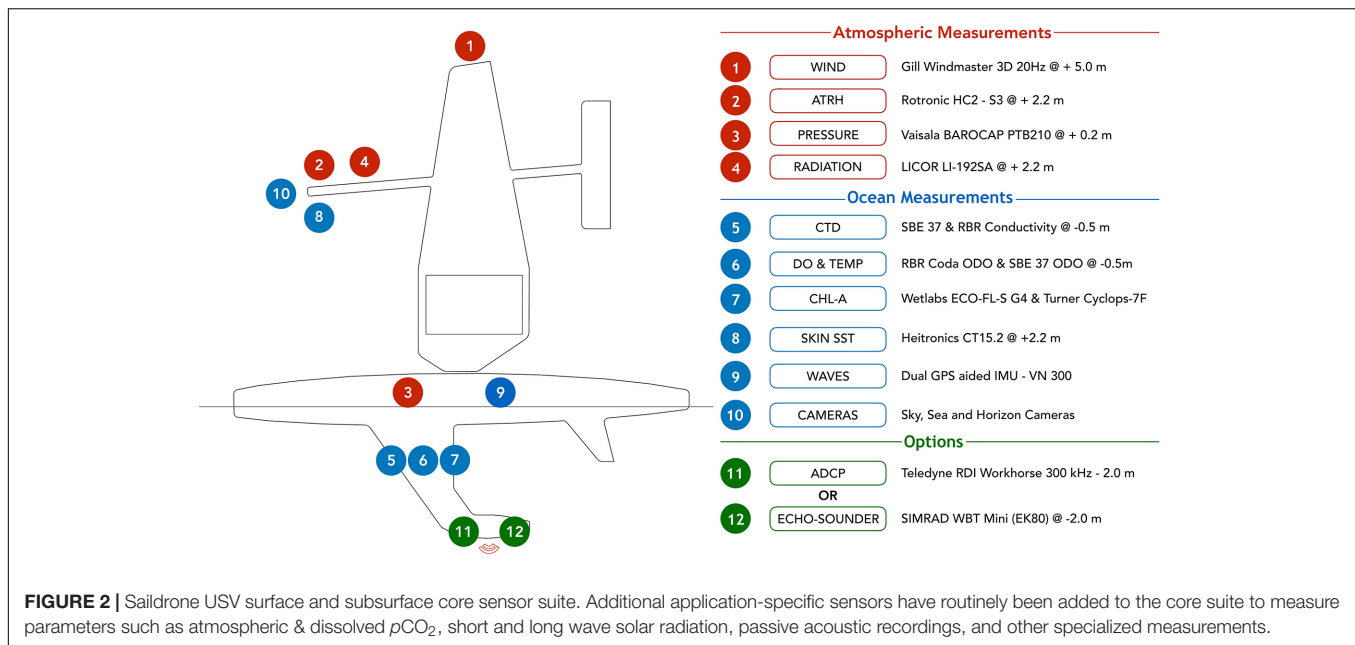 Atmospheric Measurements
1 WIND Gill Windmaster 3D 20Hz @ + 5.0 m
2 ATRH Rotronic HC2 - S3 @ + 2.2 m
3 PRESSURE Vaisala BAROCAP PTB210 @ + 0.2 m
4 RADIATION LICOR LI-192SA @ + 2.2 m
Ocean Measurements
5 CTD SBE 37 & RBR Conductivity @ -0.5 m
6 DO & TEMP RBR Coda ODO & SBE 37 ODO @ -0.5m
7 CHL-A Wetlabs ECO-FL-S G4 & Turner Cyclops-7F
8 SKIN SST Heitronics CT15.2 @ +2.2 m
9 WAVES Dual GPS aided IMU - VN 300
10 CAMERAS Sky, Sea and Horizon Cameras
Options
11 ADCP Teledyne RDI Workhorse 300 kHz - 2.0 m
OR
12 ECHO-SOUNDER SIMRAD WBT Mini (EK80) @ -2.0 m
1
2 4
10
8
3 9
5 6 7
11 12
FIGURE 2 | Saildrone USV surface and subsurface core sensor suite. Additional application-specific sensors have routinely been added to the core suite to measure
parameters such as atmospheric & dissolved pCO₂, short and long wave solar radiation, passive acoustic recordings, and other specialized measurements.